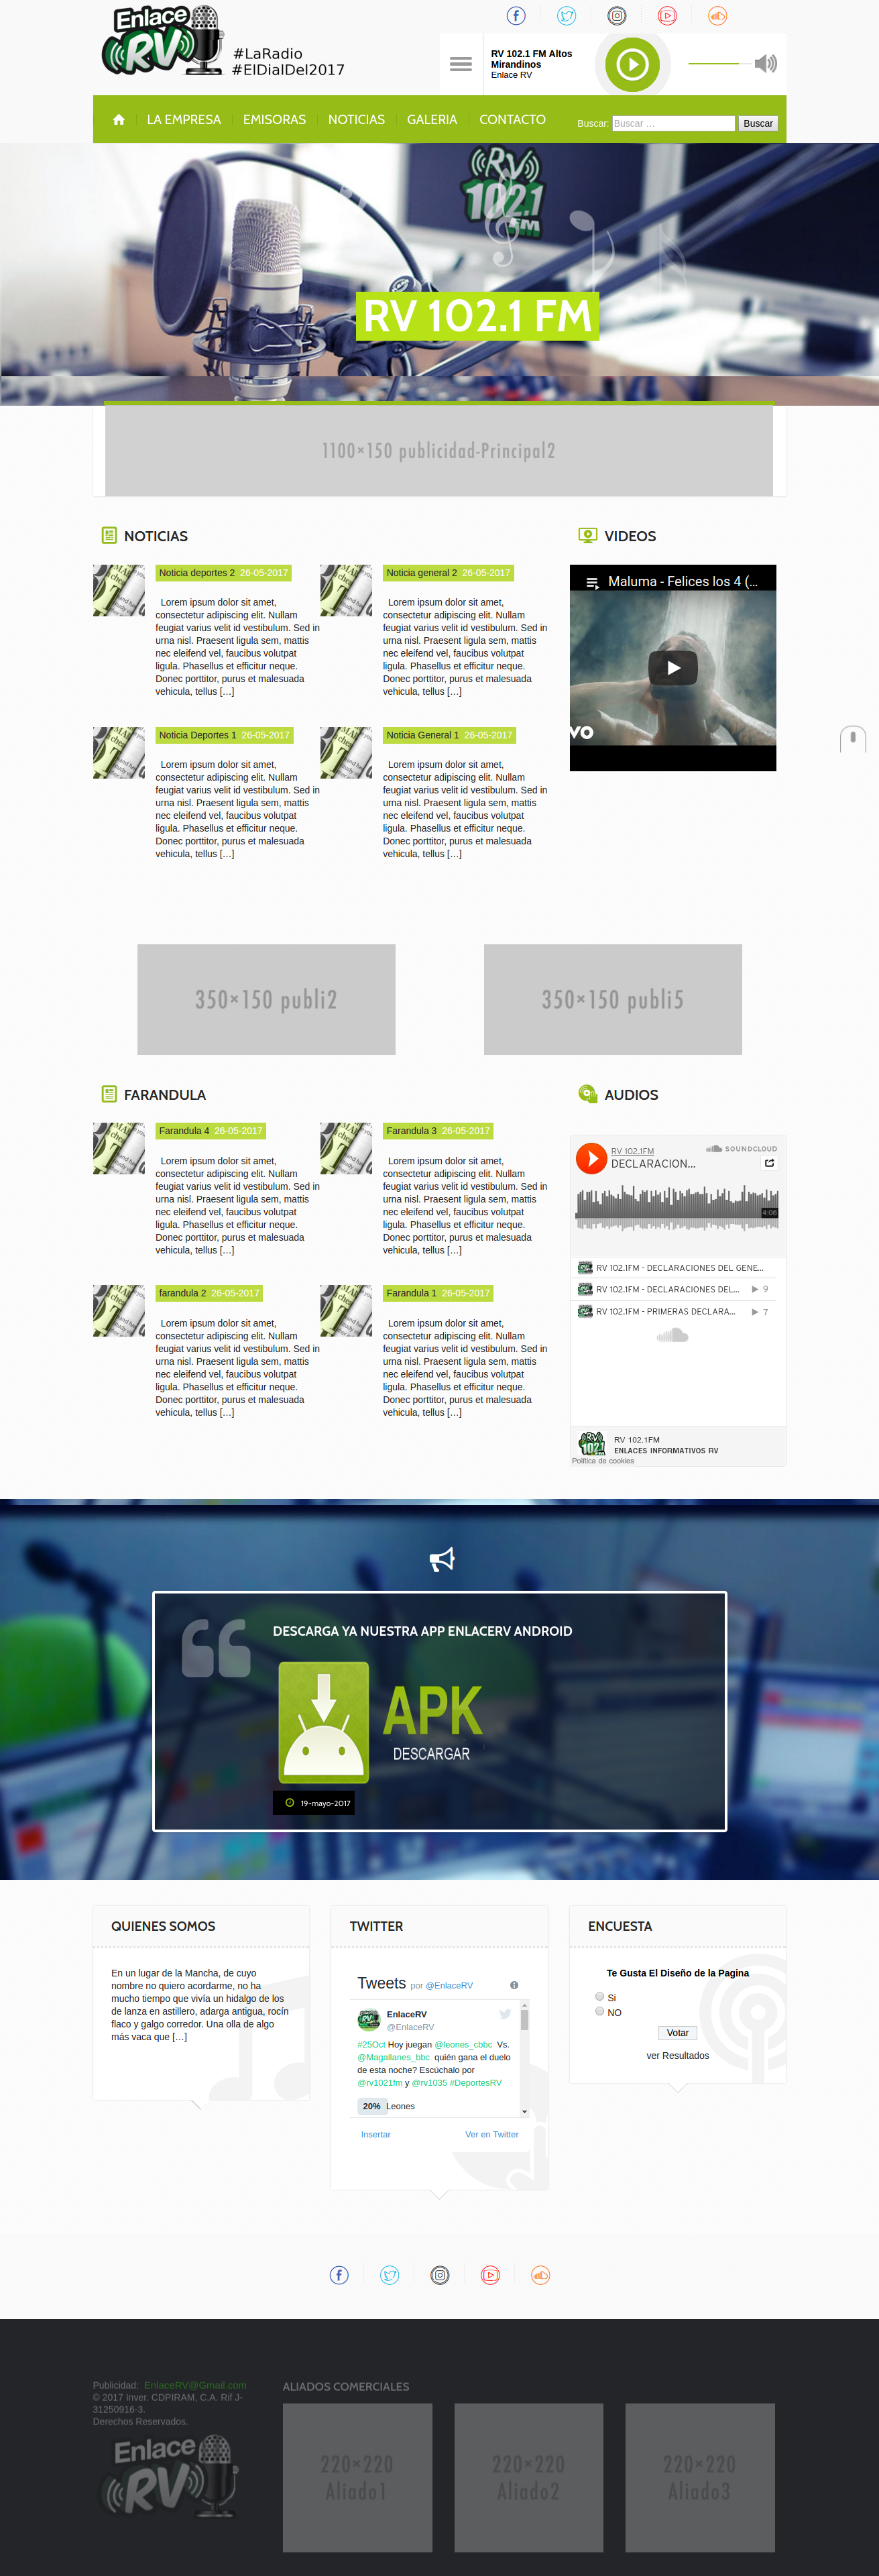 Enlace
RV
#LaRadio
#ElDialDel2017
RV 102.1 FM Altos
Mirandinos
Enlace RV
LA EMPRESA
EMISORAS
NOTICIAS
GALERIA
CONTACTO
Buscar:
Buscar …
Buscar
RV
102.1
FM
RV 102.1 FM
1100×150 publicidad-Principal2
NOTICIAS
Noticia deportes 2 26-05-2017
Lorem ipsum dolor sit amet,
consectetur adipiscing elit. Nullam
feugiat varius velit id vestibulum. Sed in
urna nisl. Praesent ligula sem, mattis
nec eleifend vel, faucibus volutpat
ligula. Phasellus et efficitur neque.
Donec porttitor, purus et malesuada
vehicula, tellus […]
Noticia general 2 26-05-2017
Lorem ipsum dolor sit amet,
consectetur adipiscing elit. Nullam
feugiat varius velit id vestibulum. Sed in
urna nisl. Praesent ligula sem, mattis
nec eleifend vel, faucibus volutpat
ligula. Phasellus et efficitur neque.
Donec porttitor, purus et malesuada
vehicula, tellus […]
Noticia Deportes 1 26-05-2017
Lorem ipsum dolor sit amet,
consectetur adipiscing elit. Nullam
feugiat varius velit id vestibulum. Sed in
urna nisl. Praesent ligula sem, mattis
nec eleifend vel, faucibus volutpat
ligula. Phasellus et efficitur neque.
Donec porttitor, purus et malesuada
vehicula, tellus […]
Noticia General 1 26-05-2017
Lorem ipsum dolor sit amet,
consectetur adipiscing elit. Nullam
feugiat varius velit id vestibulum. Sed in
urna nisl. Praesent ligula sem, mattis
nec eleifend vel, faucibus volutpat
ligula. Phasellus et efficitur neque.
Donec porttitor, purus et malesuada
vehicula, tellus […]
VIDEOS
Maluma - Felices los 4 (...
vo
350×150 publi2
350×150 publi5
FARANDULA
Farandula 4 26-05-2017
Lorem ipsum dolor sit amet,
consectetur adipiscing elit. Nullam
feugiat varius velit id vestibulum. Sed in
urna nisl. Praesent ligula sem, mattis
nec eleifend vel, faucibus volutpat
ligula. Phasellus et efficitur neque.
Donec porttitor, purus et malesuada
vehicula, tellus […]
Farandula 3 26-05-2017
Lorem ipsum dolor sit amet,
consectetur adipiscing elit. Nullam
feugiat varius velit id vestibulum. Sed in
urna nisl. Praesent ligula sem, mattis
nec eleifend vel, faucibus volutpat
ligula. Phasellus et efficitur neque.
Donec porttitor, purus et malesuada
vehicula, tellus […]
farandula 2 26-05-2017
Lorem ipsum dolor sit amet,
consectetur adipiscing elit. Nullam
feugiat varius velit id vestibulum. Sed in
urna nisl. Praesent ligula sem, mattis
nec eleifend vel, faucibus volutpat
ligula. Phasellus et efficitur neque.
Donec porttitor, purus et malesuada
vehicula, tellus […]
Farandula 1 26-05-2017
Lorem ipsum dolor sit amet,
consectetur adipiscing elit. Nullam
feugiat varius velit id vestibulum. Sed in
urna nisl. Praesent ligula sem, mattis
nec eleifend vel, faucibus volutpat
ligula. Phasellus et efficitur neque.
Donec porttitor, purus et malesuada
vehicula, tellus […]
AUDIOS
RV 102.1FM
SOUNDCLOUD
DECLARACION...
4:06
RV 102.1FM - DECLARACIONES DEL GENE...
RV 102.1FM - DECLARACIONES DEL... 9
RV 102.1FM - PRIMERAS DECLARA... 7
RV 102.1FM
ENLACES INFORMATIVOS RV
Política de cookies
DESCARGA YA NUESTRA APP ENLACERV ANDROID
APK
DESCARGAR
19-mayo-2017
QUIENES SOMOS
En un lugar de la Mancha, de cuyo
nombre no quiero acordarme, no ha
mucho tiempo que vivía un hidalgo de los
de lanza en astillero, adarga antigua, rocín
flaco y galgo corredor. Una olla de algo
más vaca que […]
TWITTER
Tweets por @EnlaceRV
EnlaceRV
@EnlaceRV
#25Oct Hoy juegan @leones_cbbc Vs.
@Magallanes_bbc quién gana el duelo
de esta noche? Escúchalo por
@rv1021fm y @rv1035 #DeportesRV
20% Leones
Insertar
Ver en Twitter
ENCUESTA
Te Gusta El Diseño de la Pagina
Si
NO
Votar
ver Resultados
Publicidad: EnlaceRV@Gmail.com
© 2017 Inver. CDPIRAM, C.A. Rif J-
31250916-3.
Derechos Reservados.
Enlace
RV
ALIADOS COMERCIALES
220×220
Aliado1
220×220
Aliado2
220×220
Aliado3